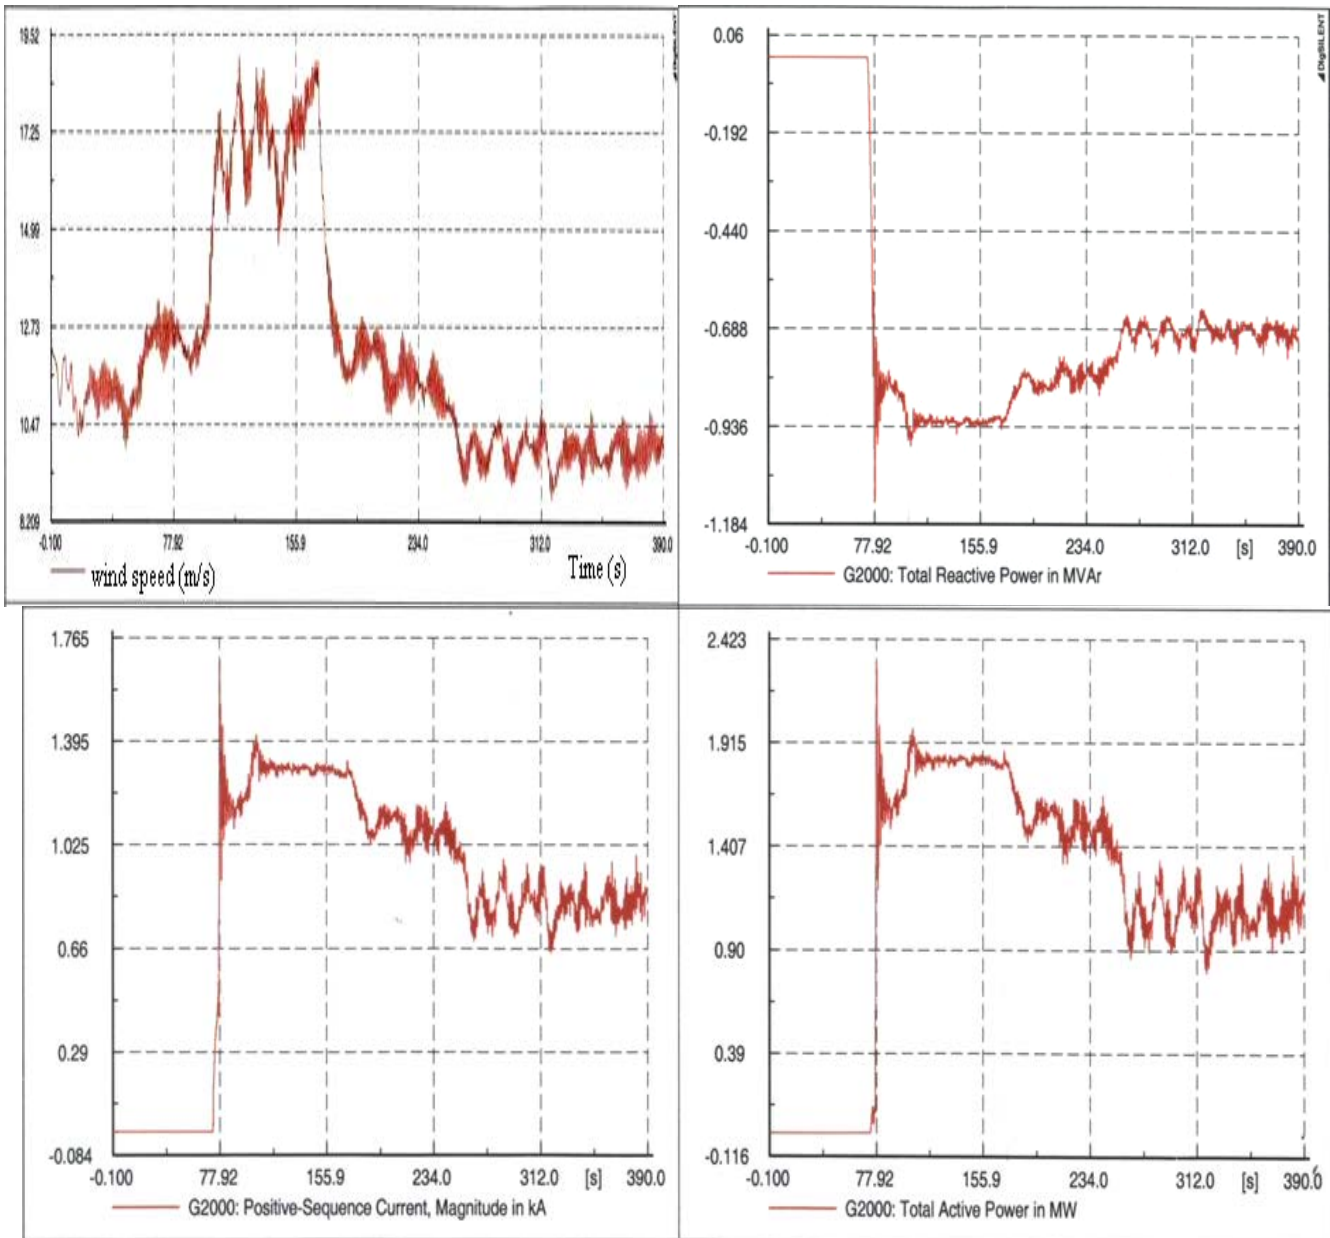 19.52
17.25
14.99
12.73
10.47
8.209
-0.100 77.92 155.9 234.0 312.0 390.0
wind speed (m/s) Time (s)
DIgSILENT
0.06
-0.192
-0.440
-0.688
-0.936
-1.184
-0.100 77.92 155.9 234.0 312.0 [s] 390.0
G2000: Total Reactive Power in MVAr
DIgSILENT
1.765
1.395
1.025
0.66
0.29
-0.084
-0.100 77.92 155.9 234.0 312.0 [s] 390.0
G2000: Positive-Sequence Current, Magnitude in kA
2.423
1.915
1.407
0.90
0.39
-0.116
-0.100 77.92 155.9 234.0 312.0 [s] 390.0
G2000: Total Active Power in MW